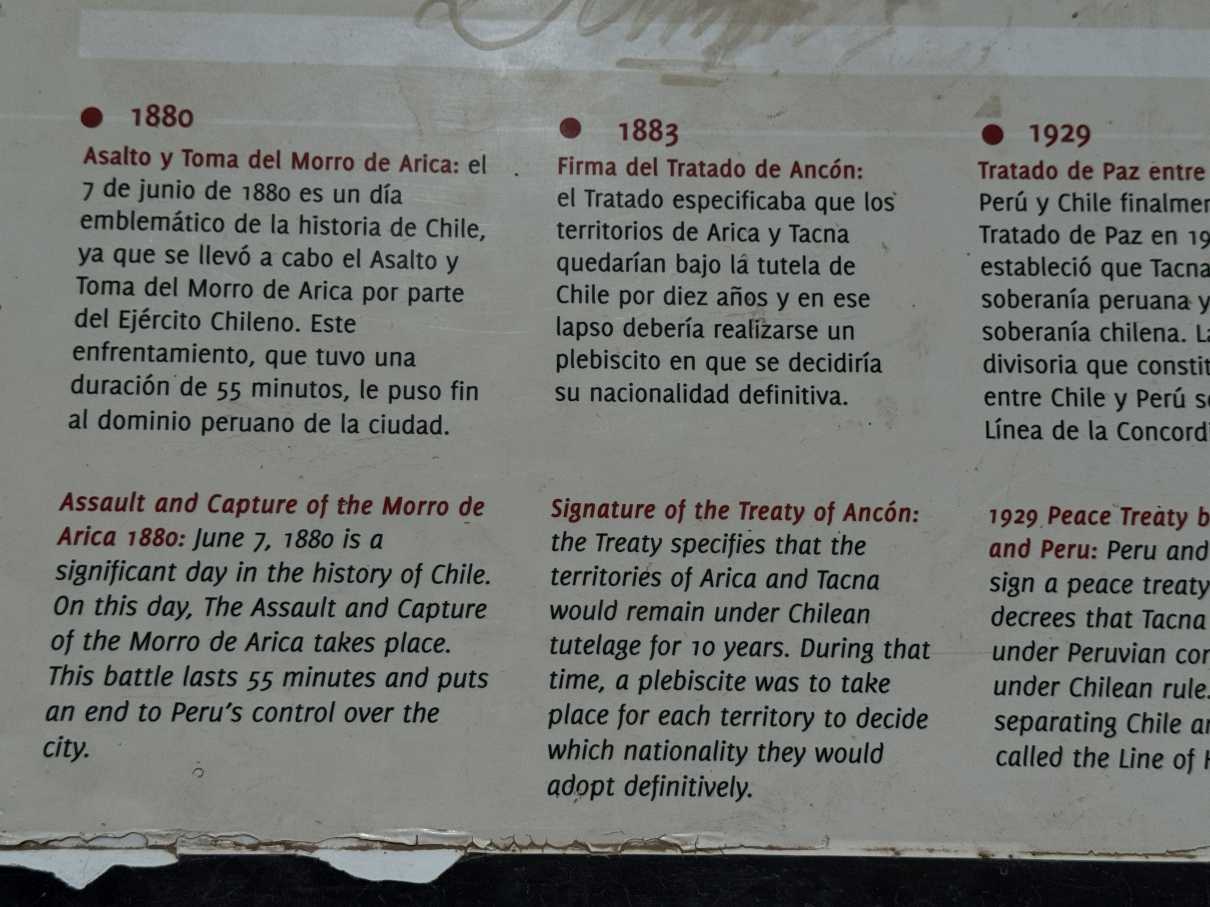 1880
Asalto y Toma del Morro de Arica: el
7 de junio de 1880 es un día
emblemático de la historia de Chile,
ya que se llevó a cabo el Asalto y
Toma del Morro de Arica por parte
del Ejército Chileno. Este
enfrentamiento, que tuvo una
duración de 55 minutos, le puso fin
al dominio peruano de la ciudad.
Assault and Capture of the Morro de
Arica 1880: June 7, 1880 is a
significant day in the history of Chile.
On this day, The Assault and Capture
of the Morro de Arica takes place.
This battle lasts 55 minutes and puts
an end to Peru's control over the
city.
1883
Firma del Tratado de Ancón:
el Tratado especificaba que los
territorios de Arica y Tacna
quedarían bajo la tutela de
Chile por diez años y en ese
lapso debería realizarse un
plebiscito en que se decidiría
su nacionalidad definitiva.
Signature of the Treaty of Ancón:
the Treaty specifies that the
territories of Arica and Tacna
would remain under Chilean
tutelage for 10 years. During that
time, a plebiscite was to take
place for each territory to decide
which nationality they would
adopt definitively.
1929
Tratado de Paz entre
Perú y Chile
Tratado de Paz en
estableció que Tacna
soberanía peruana y
soberanía chilena.
divisoria que
entre Chile y Perú
Línea de la
1929 Peace Treaty
and Peru: Peru and
sign a peace treaty
decrees that Tacna
under Peruvian
under Chilean rule.
separating Chile
called the Line of